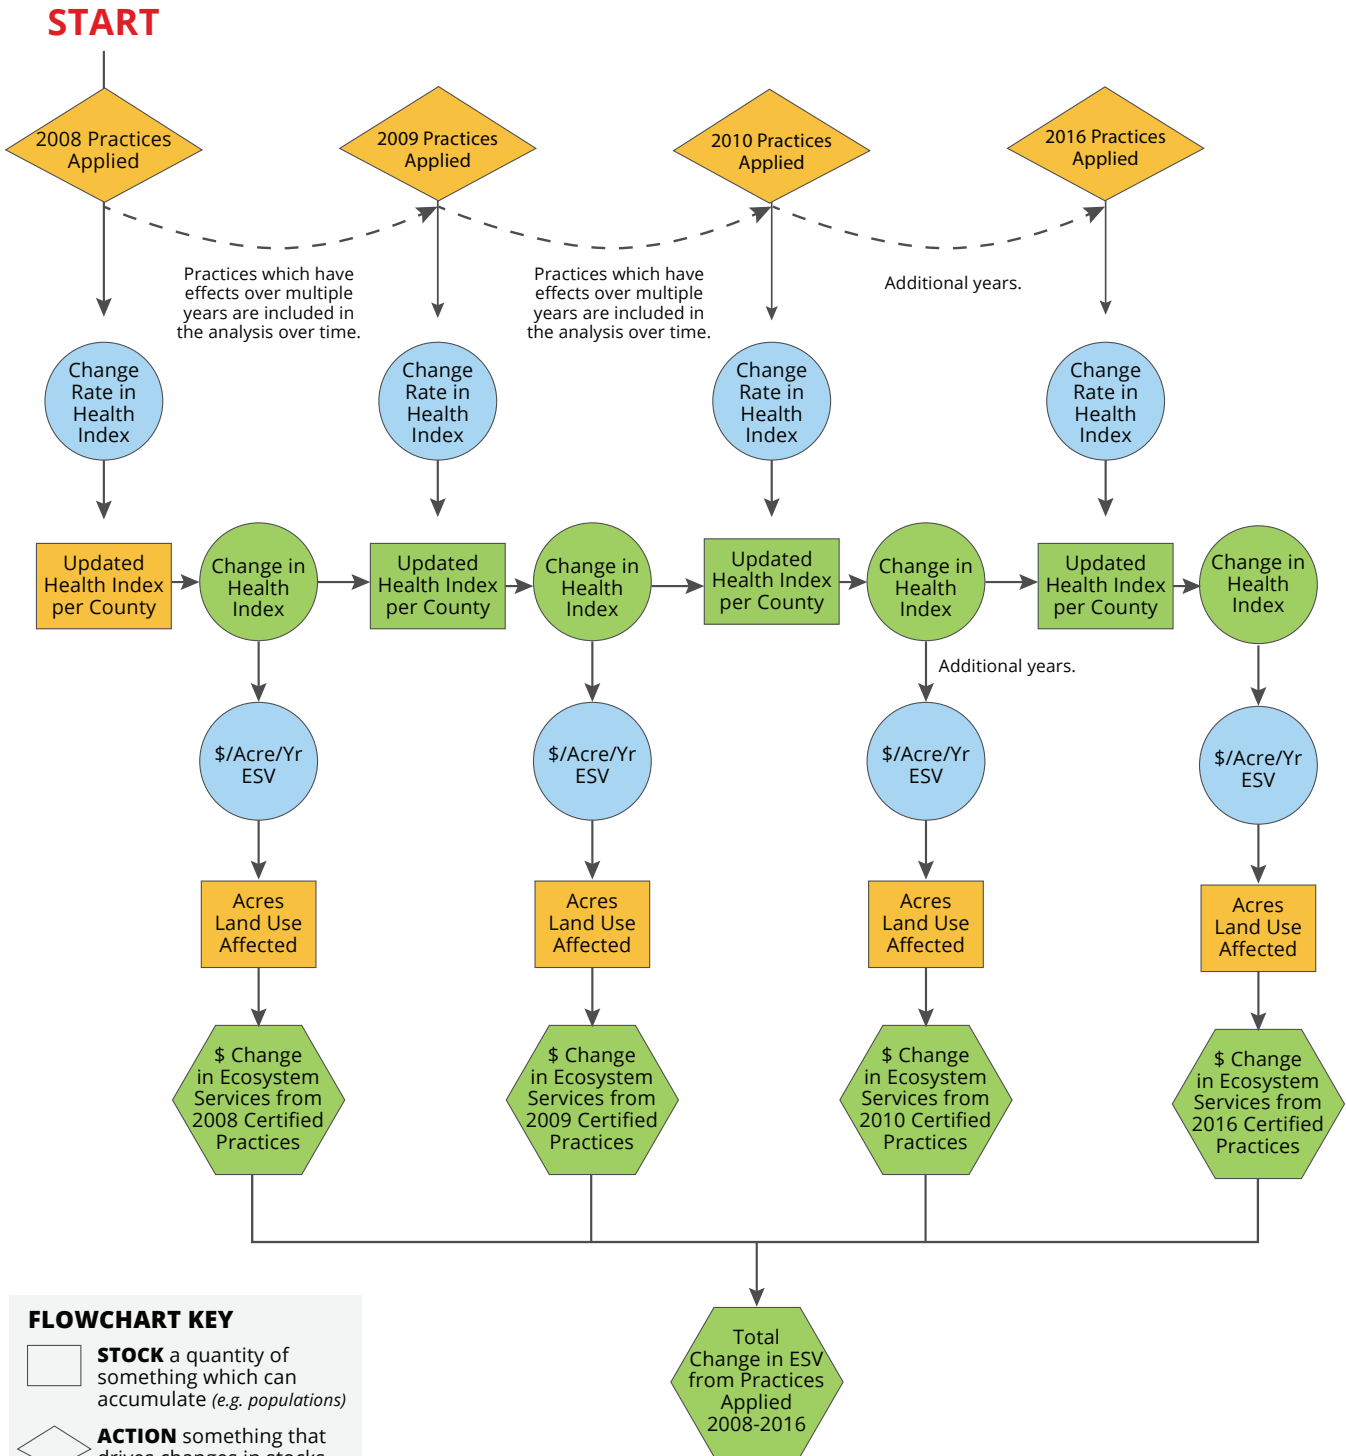 START
2008 Practices
Applied
2009 Practices
Applied
2010 Practices
Applied
2016 Practices
Applied
Practices which have
effects over multiple
years are included in
the analysis over time.
Practices which have
effects over multiple
years are included in
the analysis over time.
Additional years.
Change
Rate in
Health
Index
Change
Rate in
Health
Index
Change
Rate in
Health
Index
Change
Rate in
Health
Index
Updated
Health Index
per County
Change in
Health
Index
Updated
Health Index
per County
Change in
Health
Index
Updated
Health Index
per County
Change in
Health
Index
Updated
Health Index
per County
Change in
Health
Index
Additional years.
$/Acre/Yr
ESV
$/Acre/Yr
ESV
$/Acre/Yr
ESV
$/Acre/Yr
ESV
Acres
Land Use
Affected
Acres
Land Use
Affected
Acres
Land Use
Affected
Acres
Land Use
Affected
$ Change
in Ecosystem
Services from
2008 Certified
Practices
$ Change
in Ecosystem
Services from
2009 Certified
Practices
$ Change
in Ecosystem
Services from
2010 Certified
Practices
$ Change
in Ecosystem
Services from
2016 Certified
Practices
Total
Change in ESV
from Practices
Applied
2008-2016
FLOWCHART KEY
STOCK a quantity of
something which can
accumulate (e.g. populations)
ACTION something that
drives changes in stocks